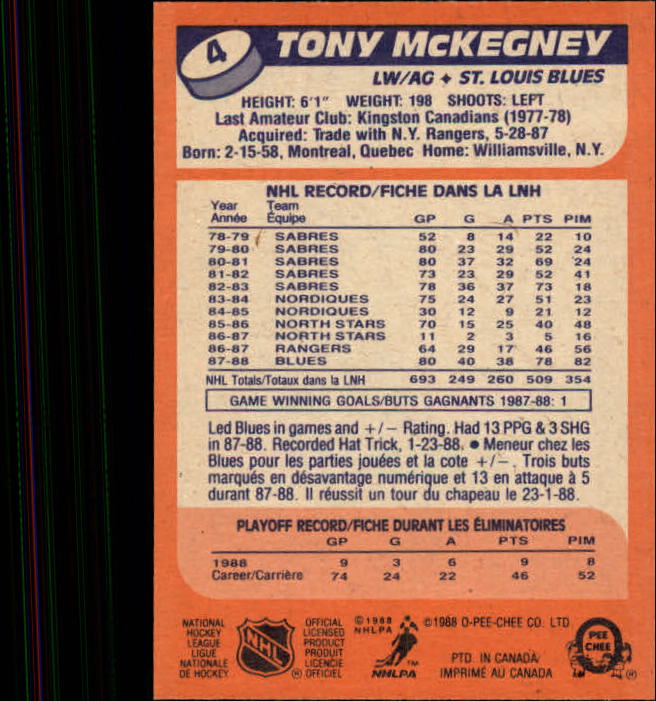 4 TONY McKEGNEY
LW/AG ♦ ST. LOUIS BLUES
HEIGHT: 6'1" WEIGHT: 198 SHOOTS: LEFT
Last Amateur Club: Kingston Canadians (1977-78)
Acquired: Trade with N.Y. Rangers, 5-28-87
Born: 2-15-58, Montreal, Quebec Home: Williamsville, N.Y.
NHL RECORD/FICHE DANS LA LNH
Year Team
Année Équipe GP G A PTS PIM
78-79 SABRES 52 8 14 22 10
79-80 SABRES 80 23 29 52 24
80-81 SABRES 80 37 32 69 24
81-82 SABRES 73 23 29 52 41
82-83 SABRES 78 36 37 73 18
83-84 NORDIQUES 75 24 27 51 23
84-85 NORDIQUES 30 12 9 21 12
85-86 NORTH STARS 70 15 25 40 48
86-87 NORTH STARS 11 2 3 5 16
86-87 RANGERS 64 29 17 46 56
87-88 BLUES 80 40 38 78 82
NHL Totals/Totaux dans la LNH 693 249 260 509 354
GAME WINNING GOALS/BUTS GAGNANTS 1987-88: 1
Led Blues in games and +/− Rating. Had 13 PPG & 3 SHG
in 87-88. Recorded Hat Trick, 1-23-88. ● Meneur chez les
Blues pour les parties jouées et la cote +/−. Trois buts
marqués en désavantage numérique et 13 en attaque à 5
durant 87-88. Il réussit un tour du chapeau le 23-1-88.
PLAYOFF RECORD/FICHE DURANT LES ÉLIMINATOIRES
GP G A PTS PIM
1988 9 3 6 9 8
Career/Carrière 74 24 22 46 52
NATIONAL
HOCKEY
LEAGUE
LIGUE
NATIONALE
DE HOCKEY
NHL
®
OFFICIAL
LICENSED
PRODUCT
PRODUIT
LICENCIE
OFFICIEL
©1988
NHLPA
TM
NHLPA
©1988 O-PEE-CHEE CO. LTD.
PTD. IN CANADA/
IMPRIMÉ AU CANADA
PEE
CHEE
®